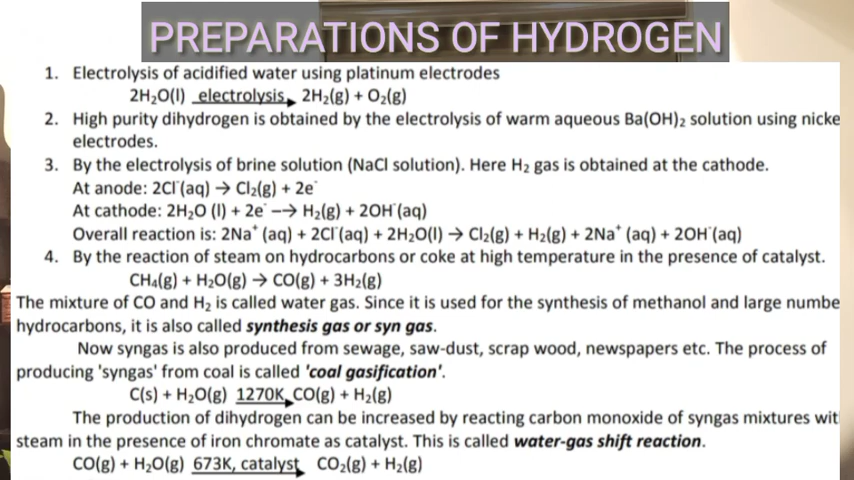 PREPARATIONS OF HYDROGEN
1. Electrolysis of acidified water using platinum electrodes
2H₂O(l) electrolysis 2H₂(g) + O₂(g)
2. High purity dihydrogen is obtained by the electrolysis of warm aqueous Ba(OH)₂ solution using nicke
electrodes.
3. By the electrolysis of brine solution (NaCl solution). Here H₂ gas is obtained at the cathode.
At anode: 2Cl⁻(aq) → Cl₂(g) + 2e⁻
At cathode: 2H₂O (l) + 2e⁻ –→ H₂(g) + 2OH⁻(aq)
Overall reaction is: 2Na⁺ (aq) + 2Cl⁻(aq) + 2H₂O(l) → Cl₂(g) + H₂(g) + 2Na⁺ (aq) + 2OH⁻(aq)
4. By the reaction of steam on hydrocarbons or coke at high temperature in the presence of catalyst.
CH₄(g) + H₂O(g) → CO(g) + 3H₂(g)
The mixture of CO and H₂ is called water gas. Since it is used for the synthesis of methanol and large numbe
hydrocarbons, it is also called synthesis gas or syn gas.
Now syngas is also produced from sewage, saw-dust, scrap wood, newspapers etc. The process of
producing 'syngas' from coal is called 'coal gasification'.
C(s) + H₂O(g) 1270K CO(g) + H₂(g)
The production of dihydrogen can be increased by reacting carbon monoxide of syngas mixtures wit
steam in the presence of iron chromate as catalyst. This is called water-gas shift reaction.
CO(g) + H₂O(g) 673K, catalyst CO₂(g) + H₂(g)